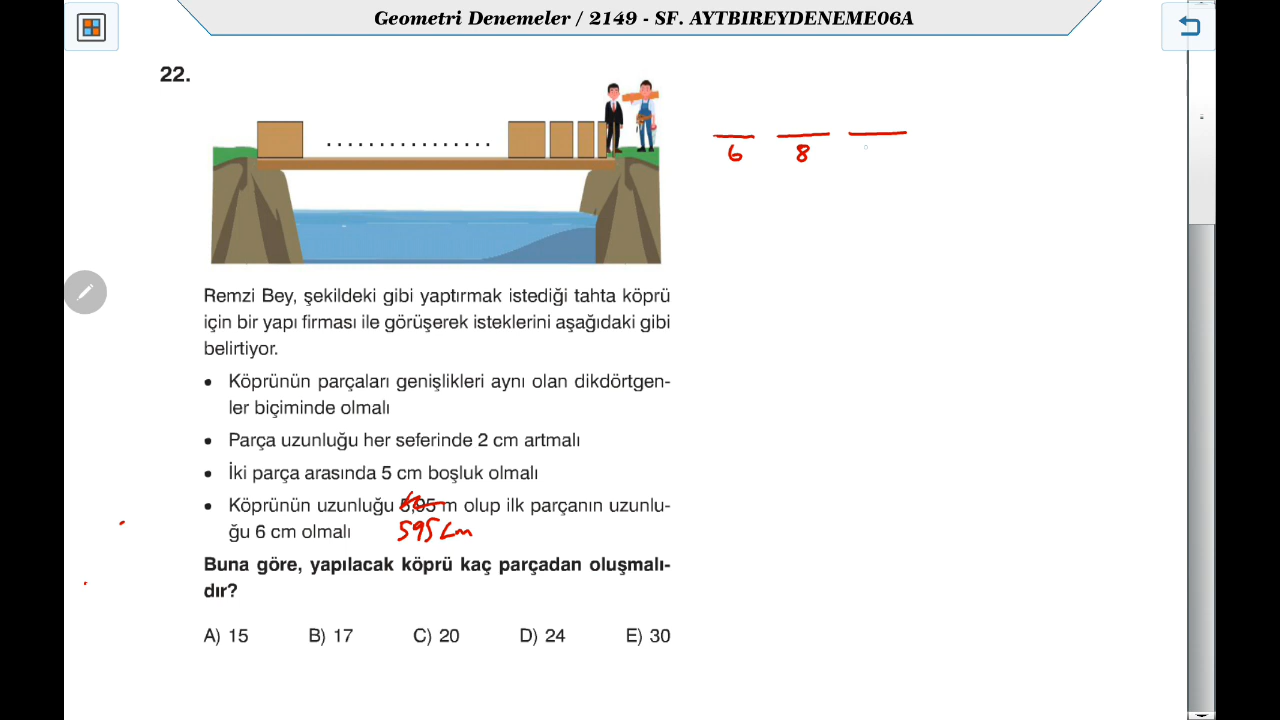 Geometri Denemeler / 2149 - SF. AYTBIREYDENEME06A
22.
6 8
Remzi Bey, şekildeki gibi yaptırmak istediği tahta köprü
için bir yapı firması ile görüşerek isteklerini aşağıdaki gibi
belirtiyor.
• Köprünün parçaları genişlikleri aynı olan dikdörtgen-
ler biçiminde olmalı
• Parça uzunluğu her seferinde 2 cm artmalı
• İki parça arasında 5 cm boşluk olmalı
• Köprünün uzunluğu 5,95 m olup ilk parçanın uzunlu-
ğu 6 cm olmalı 595 cm
Buna göre, yapılacak köprü kaç parçadan oluşmalı-
dır?
A) 15 B) 17 C) 20 D) 24 E) 30